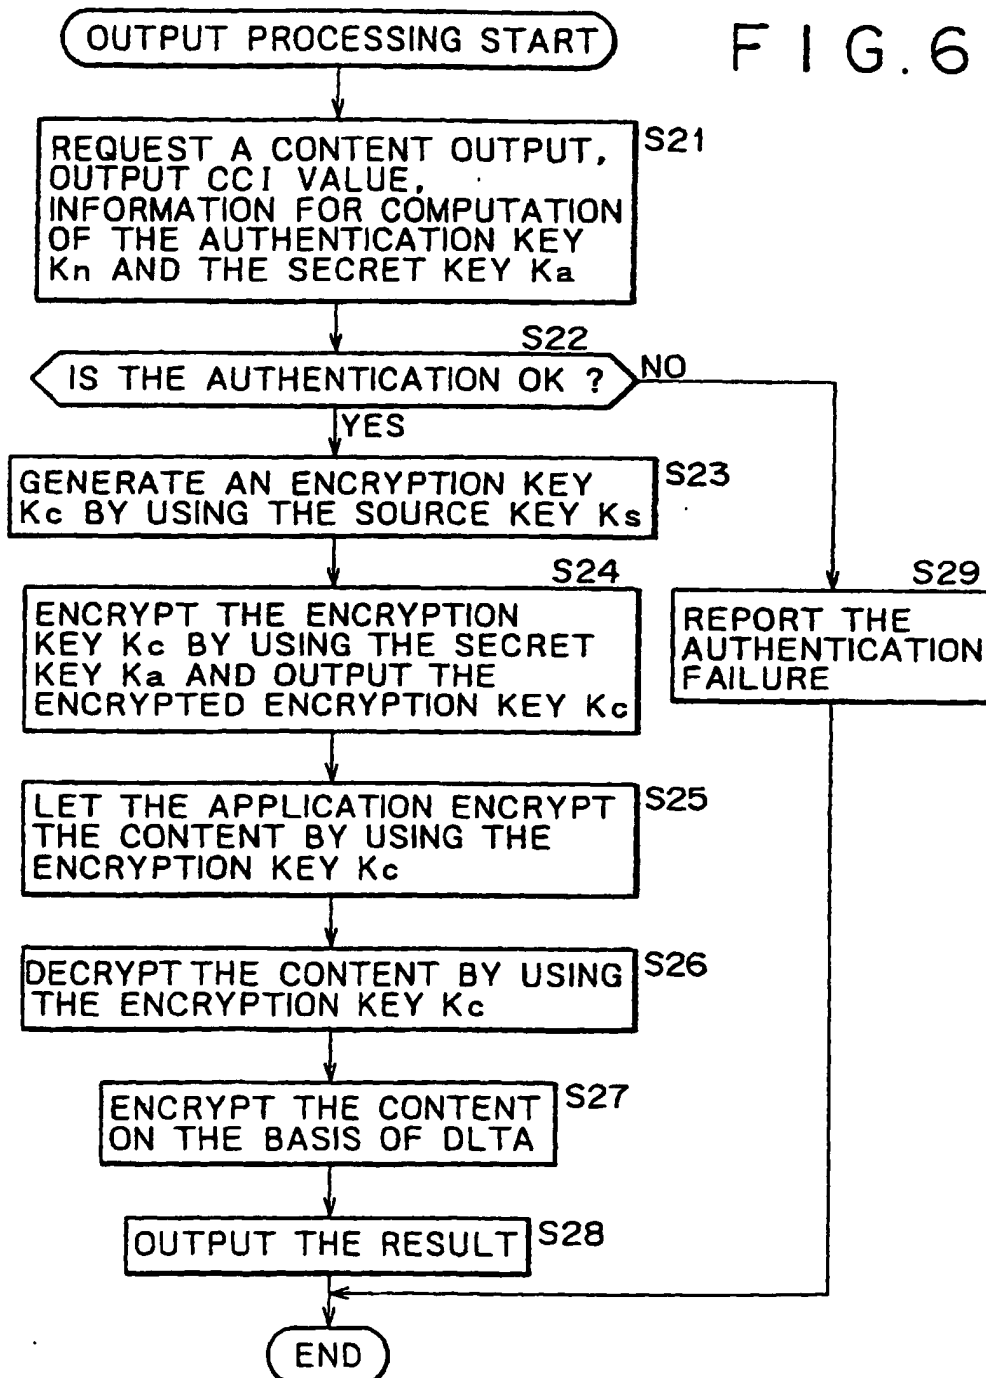 OUTPUT PROCESSING START
FIG.6
S21
REQUEST A CONTENT OUTPUT,
OUTPUT CCI VALUE,
INFORMATION FOR COMPUTATION
OF THE AUTHENTICATION KEY
Kn AND THE SECRET KEY Ka
S22
IS THE AUTHENTICATION OK ?
NO
YES
S23
GENERATE AN ENCRYPTION KEY
Kc BY USING THE SOURCE KEY Ks
S24
ENCRYPT THE ENCRYPTION
KEY Kc BY USING THE SECRET
KEY Ka AND OUTPUT THE
ENCRYPTED ENCRYPTION KEY Kc
S29
REPORT THE
AUTHENTICATION
FAILURE
S25
LET THE APPLICATION ENCRYPT
THE CONTENT BY USING THE
ENCRYPTION KEY Kc
S26
DECRYPT THE CONTENT BY USING
THE ENCRYPTION KEY Kc
S27
ENCRYPT THE CONTENT
ON THE BASIS OF DLTA
S28
OUTPUT THE RESULT
END